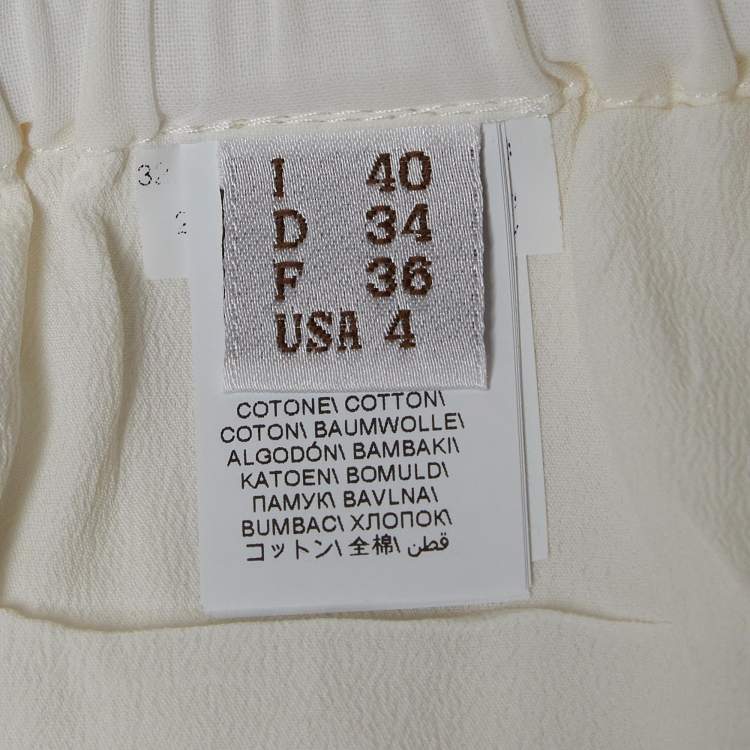 I 40
D 34
F 36
USA 4
COTONE\ COTTON\
COTON\ BAUMWOLLE\
ALGODÓN\ BAMBAKI\
KATOEN\ BOMULD\
ПАМУК\ BAVLNA\
BUMBAC\ ХЛОПОК\
コットン\ 全棉\ قطن